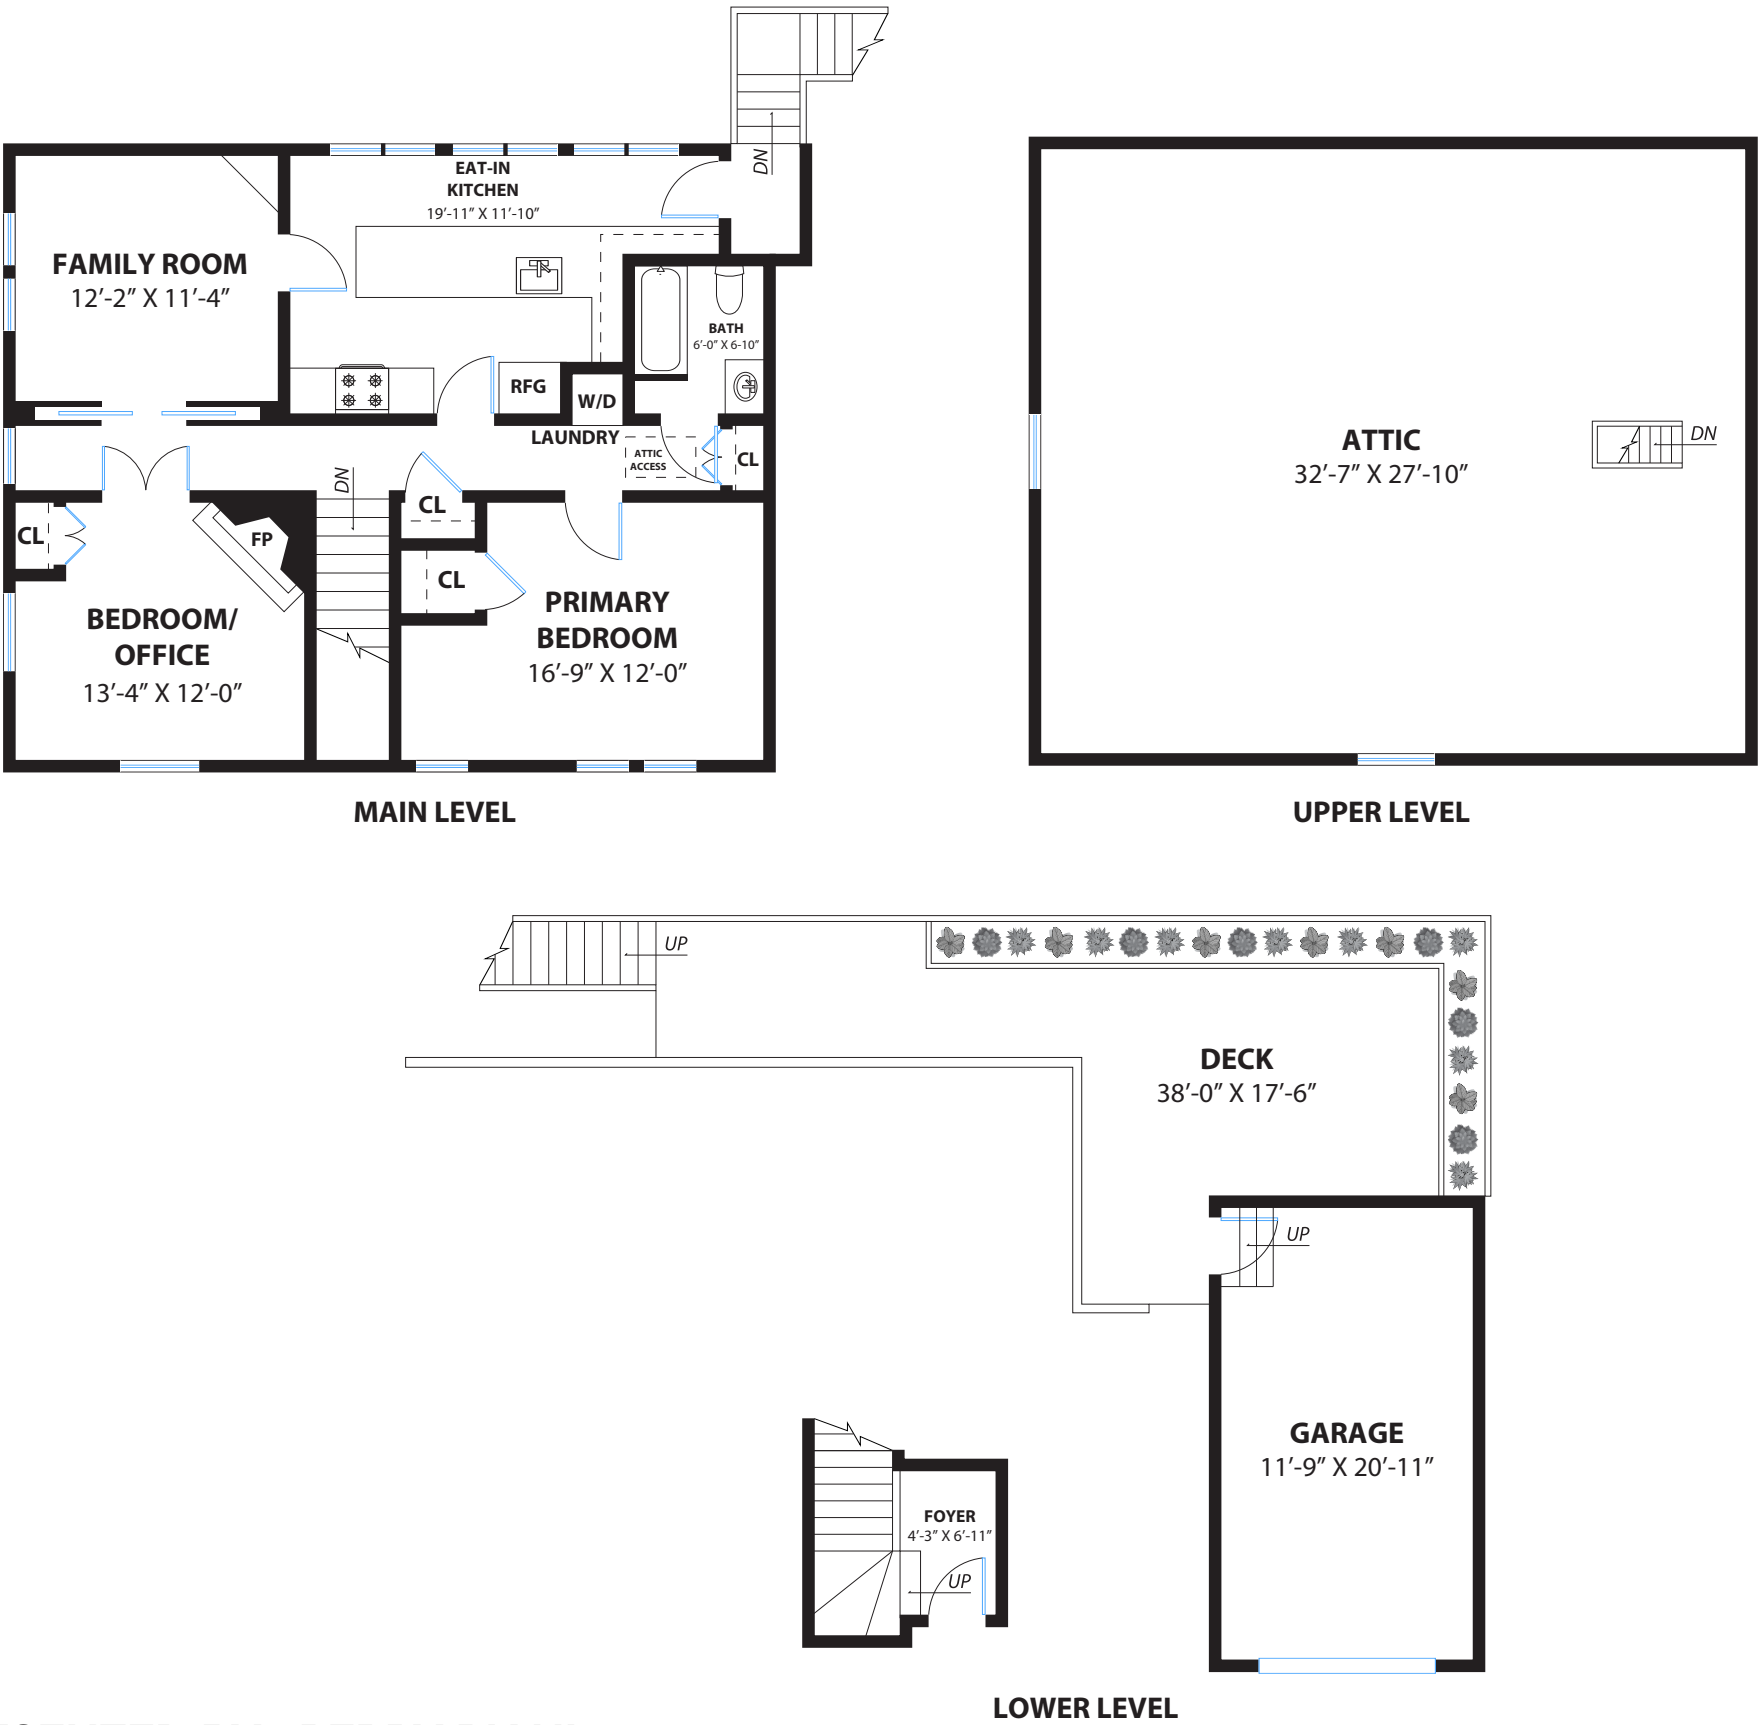 DN
EAT-IN
KITCHEN
19'-11" X 11'-10"
FAMILY ROOM
12'-2" X 11'-4"
BATH
6'-0" X 6-10"
RFG
W/D
LAUNDRY
ATTIC
ACCESS
CL
DN
CL
CL
FP
CL
BEDROOM/
OFFICE
13'-4" X 12'-0"
PRIMARY
BEDROOM
16'-9" X 12'-0"
MAIN LEVEL
ATTIC
32'-7" X 27'-10"
DN
UPPER LEVEL
UP
DECK
38'-0" X 17'-6"
UP
GARAGE
11'-9" X 20'-11"
FOYER
4'-3" X 6'-11"
UP
LOWER LEVEL